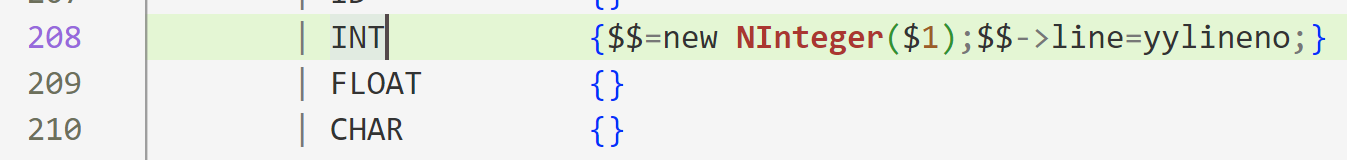 208 | INT {$$=new NInteger($1);$$->line=yylineno;}
209 | FLOAT {}
210 | CHAR {}